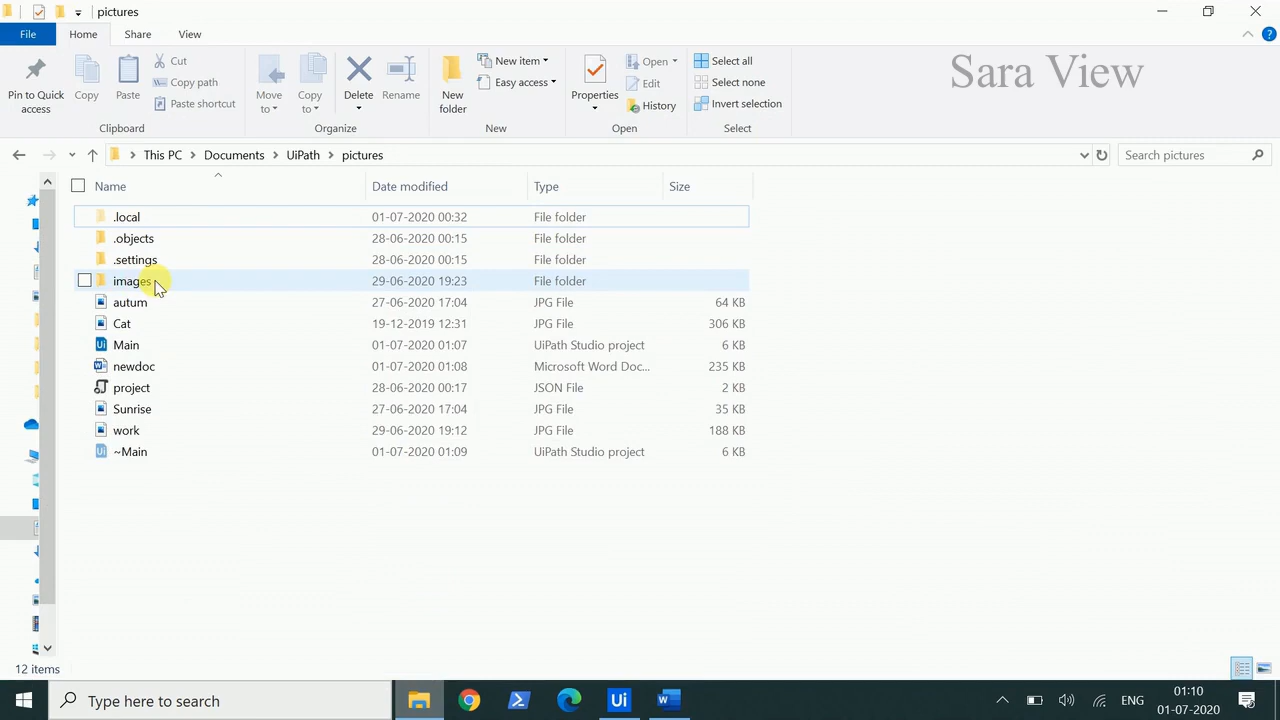 pictures
File Home Share View
Sara View
Pin to Quick access
Copy
Paste
Cut
Copy path
Paste shortcut
Clipboard
Move to
Copy to
Delete
Rename
Organize
New folder
New item
Easy access
New
Properties
Open
Edit
History
Open
Select all
Select none
Invert selection
Select
This PC > Documents > UiPath > pictures
Search pictures
Name Date modified Type Size
.local 01-07-2020 00:32 File folder
.objects 28-06-2020 00:15 File folder
.settings 28-06-2020 00:15 File folder
images 29-06-2020 19:23 File folder
autum 27-06-2020 17:04 JPG File 64 KB
Cat 19-12-2019 12:31 JPG File 306 KB
Main 01-07-2020 01:07 UiPath Studio project 6 KB
newdoc 01-07-2020 01:08 Microsoft Word Doc... 235 KB
project 28-06-2020 00:17 JSON File 2 KB
Sunrise 27-06-2020 17:04 JPG File 35 KB
work 29-06-2020 19:12 JPG File 188 KB
~Main 01-07-2020 01:09 UiPath Studio project 6 KB
12 items
Type here to search
Ui
ENG
01:10
01-07-2020